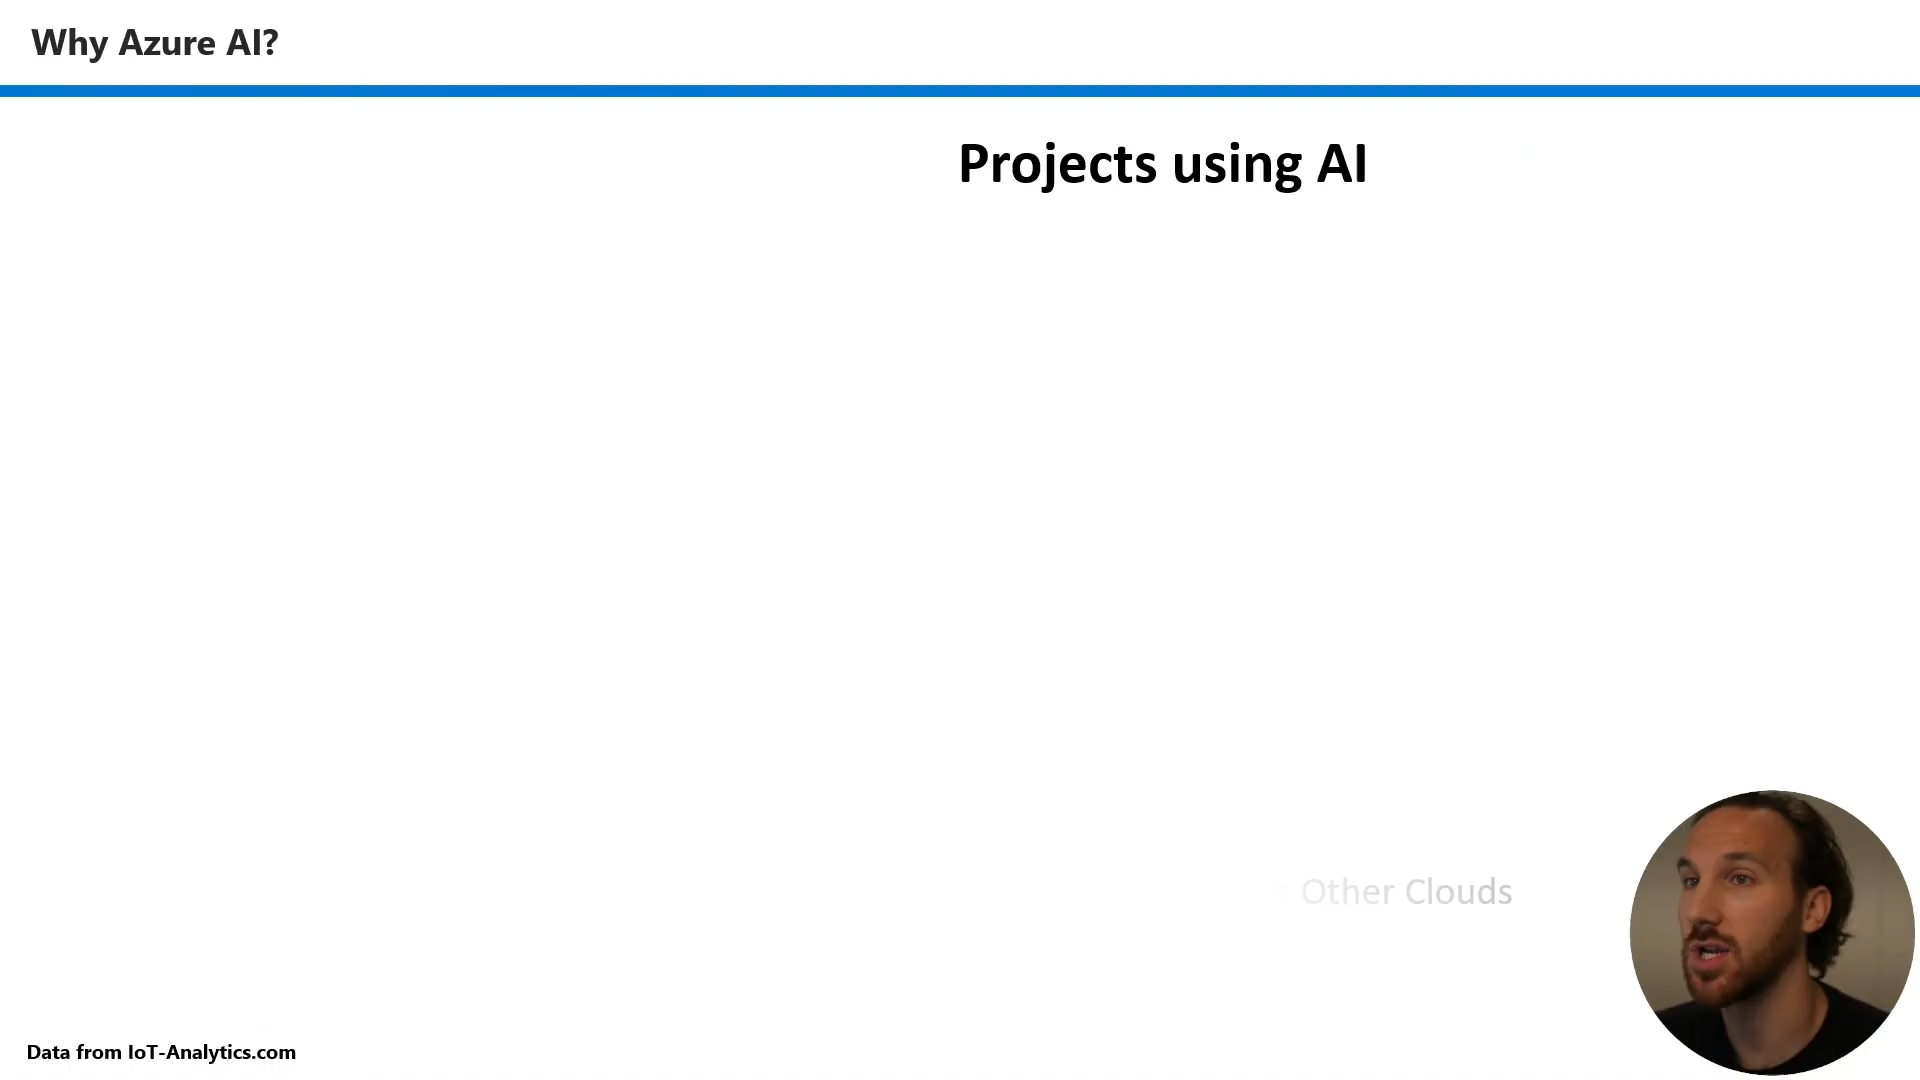 Why Azure AI?
Projects using AI
Other Clouds
Data from IoT-Analytics.com